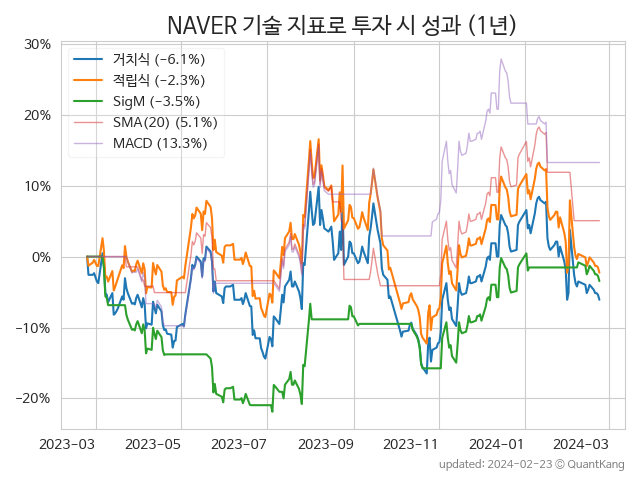 NAVER 기술 지표로 투자 시 성과 (1년)
30%
20%
10%
0%
−10%
−20%
거치식 (−6.1%)
적립식 (−2.3%)
SigM (−3.5%)
SMA(20) (5.1%)
MACD (13.3%)
2023-03 2023-05 2023-07 2023-09 2023-11 2024-01 2024-03
updated: 2024-02-23 ⓒ QuantKang